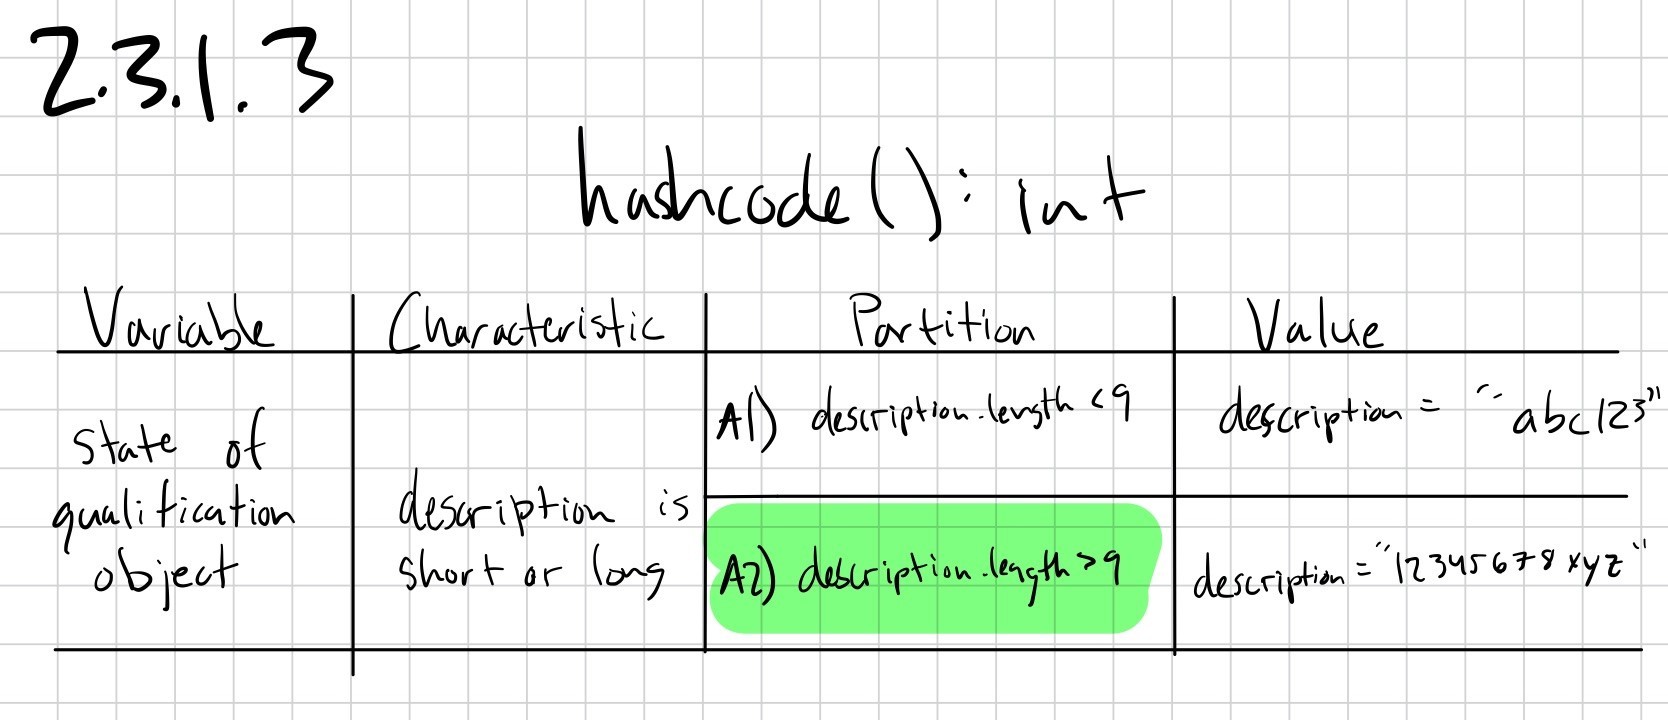 2.3.1.3
hashcode(): int
Variable Characteristic Partition Value
state of qualification object
description is short or long
A1) description.length < 9
description = "abc123"
A2) description.length > 9
description = "12345678xyz"